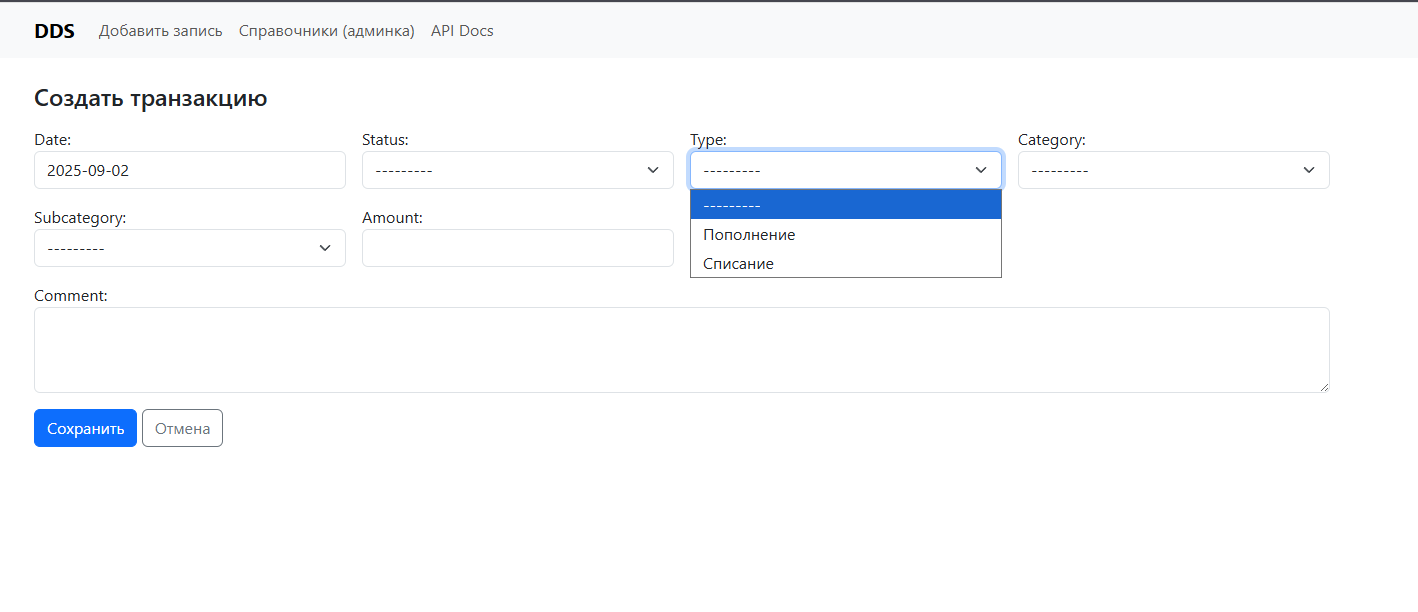 DDS Добавить запись Справочники (админка) API Docs
Создать транзакцию
Date: Status: Type: Category:
2025-09-02 --------- --------- ---------
---------
Subcategory: Amount:
--------- Пополнение
Списание
Comment:
Сохранить Отмена